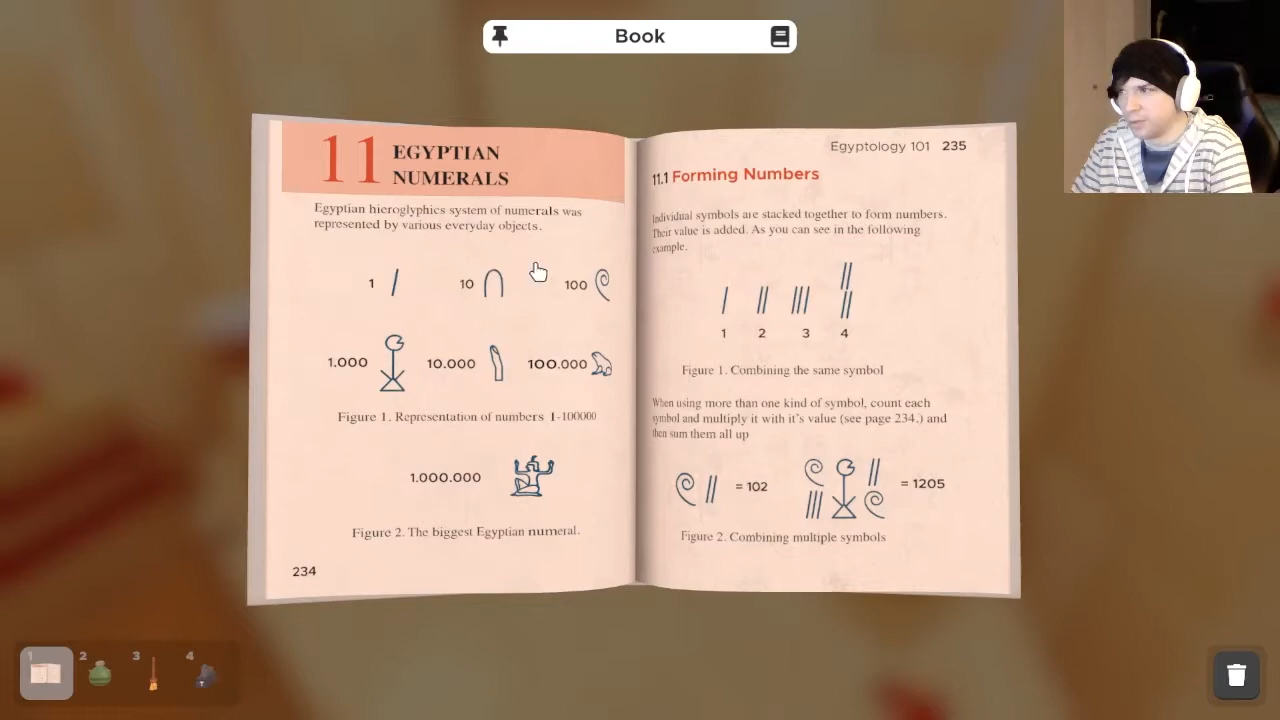 Book
11 EGYPTIAN
NUMERALS
Egyptian hieroglyphics system of numerals was
represented by various everyday objects.
1
10
100
1.000
10.000
100.000
Figure 1. Representation of numbers 1-100000
1.000.000
Figure 2. The biggest Egyptian numeral.
234
Egyptology 101 235
11.1 Forming Numbers
Individual symbols are stacked together to form numbers.
Their value is added. As you can see in the following
example.
1 2 3 4
Figure 1. Combining the same symbol
When using more than one kind of symbol, count each
symbol and multiply it with it's value (see page 234.) and
then sum them all up
= 102
= 1205
Figure 2. Combining multiple symbols
1 2 3 4